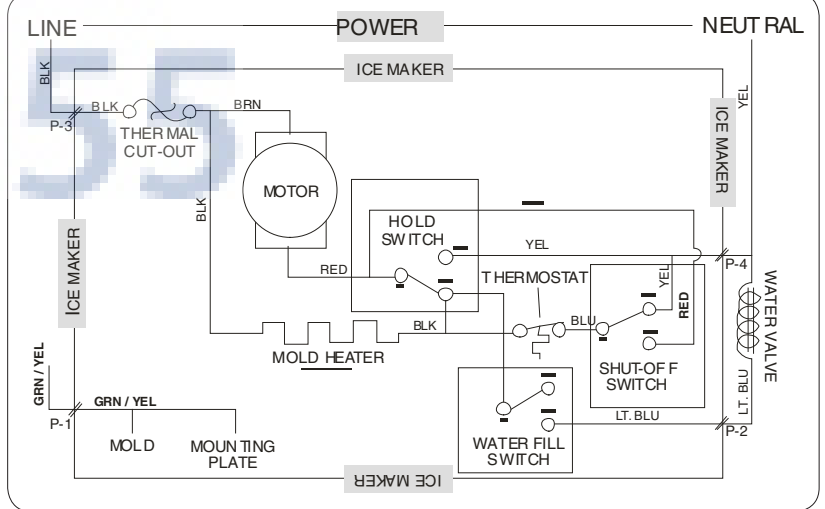 LINE
POWER
NEUTRAL
BLK
ICE MAKER
YEL
55
BLK
BRN
P-3
THERMAL
CUT-OUT
ICE MAKER
MOTOR
BLK
HOLD
SWITCH
YEL
RED
P-4
ICE MAKER
THERMOSTAT
YEL
RED
WATER VALVE
BLK
BLU
MOLD HEATER
SHUT-OFF
SWITCH
GRN / YEL
GRN / YEL
LT. BLU
LT. BLU
P-1
P-2
MOLD
MOUNTING
PLATE
WATER FILL
SWITCH
ICE MAKER